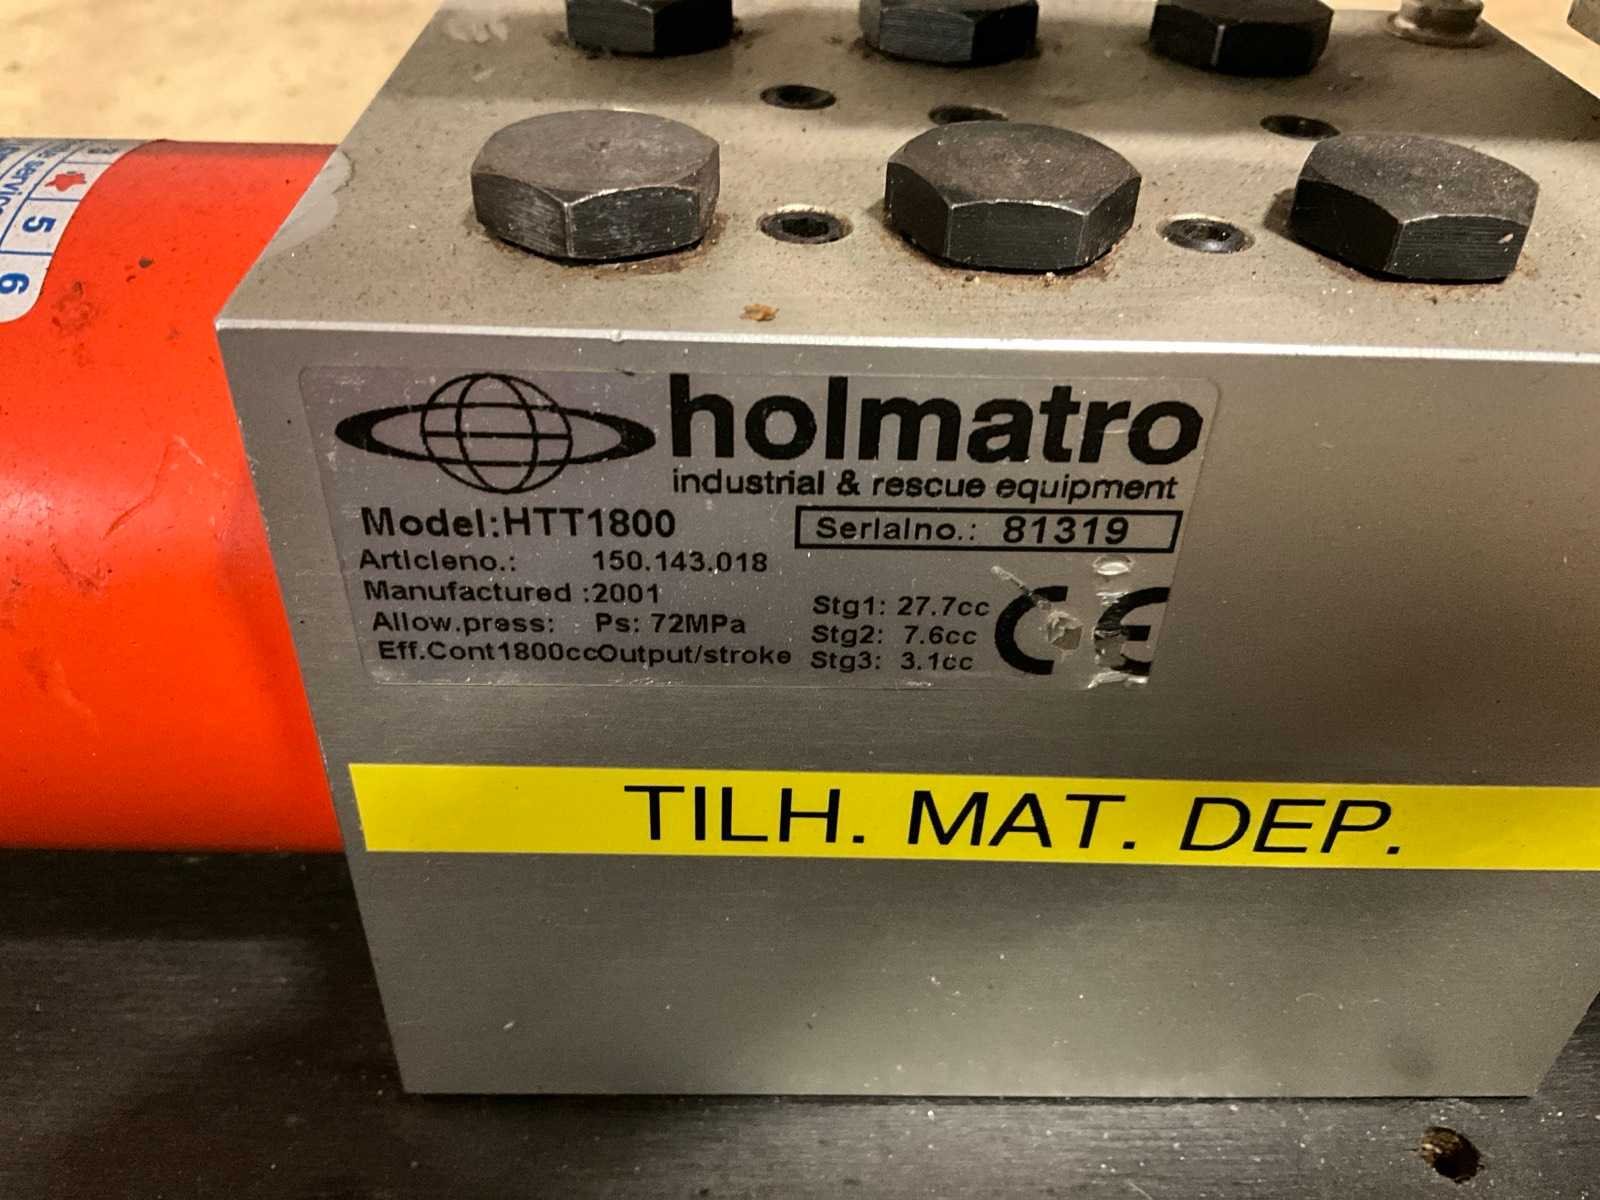 holmatro
industrial & rescue equipment
Model:HTT1800
Serialno.: 81319
Articleno.: 150.143.018
Manufactured :2001
Allow.press: Ps: 72MPa
Eff.Cont1800ccOutput/stroke
Stg1: 27.7cc
Stg2: 7.6cc
Stg3: 3.1cc
CE
TILH. MAT. DEP.
5
6